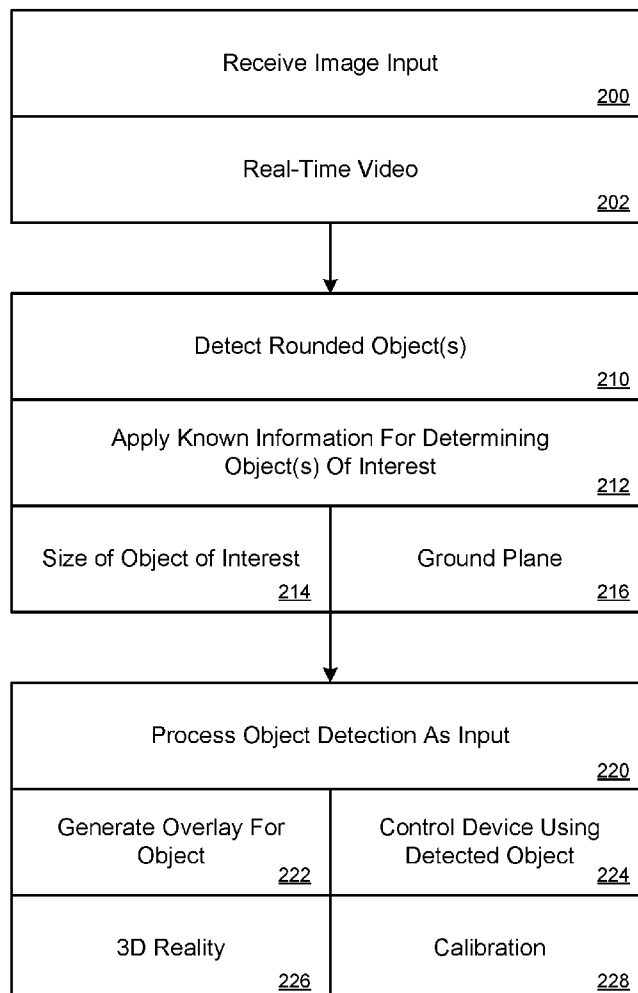 Receive Image Input
200
Real-Time Video
202
Detect Rounded Object(s)
210
Apply Known Information For Determining
Object(s) Of Interest
212
Size of Object of Interest
214
Ground Plane
216
Process Object Detection As Input
220
Generate Overlay For
Object
222
Control Device Using
Detected Object
224
3D Reality
226
Calibration
228